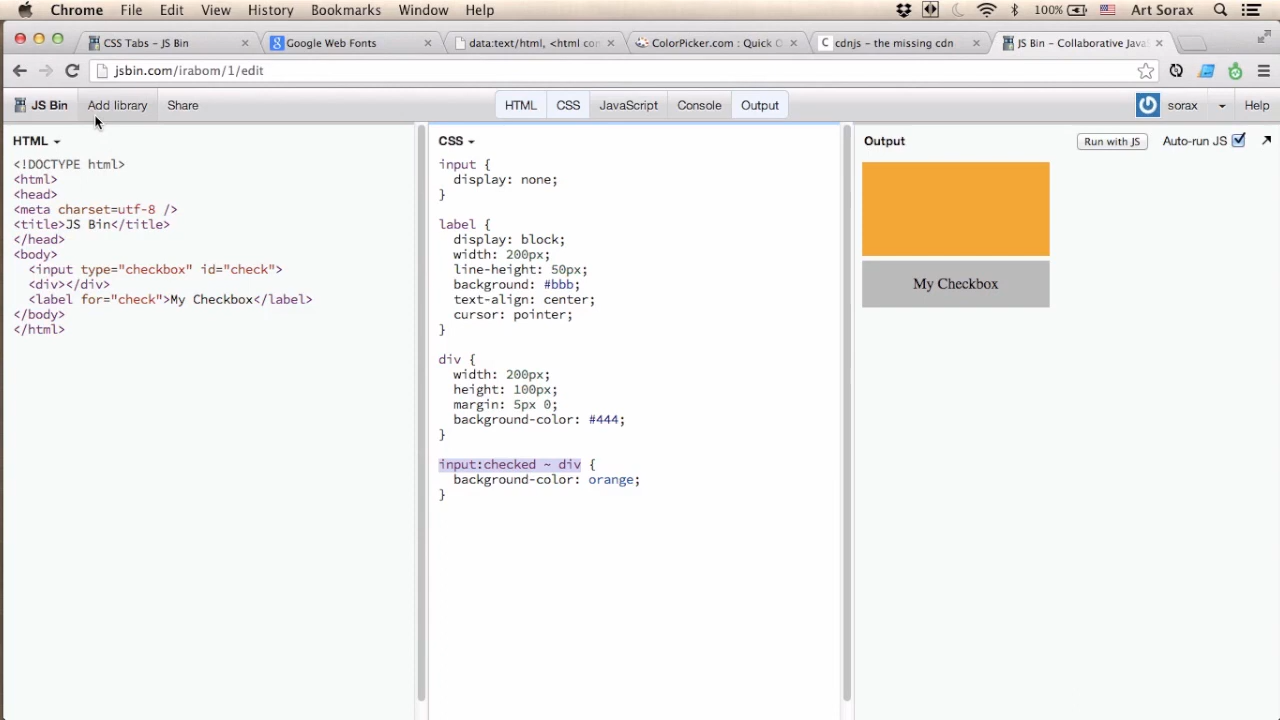 Chrome File Edit View History Bookmarks Window Help 100% Art Sorax
CSS Tabs - JS Bin
Google Web Fonts
data:text/html, <html con
ColorPicker.com : Quick C
cdnjs - the missing cdn
JS Bin - Collaborative Java
jsbin.com/irabom/1/edit
JS Bin Add library Share HTML CSS JavaScript Console Output sorax Help
HTML
<!DOCTYPE html>
<html>
<head>
<meta charset=utf-8 />
<title>JS Bin</title>
</head>
<body>
<input type="checkbox" id="check">
<div></div>
<label for="check">My Checkbox</label>
</body>
</html>
CSS
input {
display: none;
}
label {
display: block;
width: 200px;
line-height: 50px;
background: #bbb;
text-align: center;
cursor: pointer;
}
div {
width: 200px;
height: 100px;
margin: 5px 0;
background-color: #444;
}
input:checked ~ div {
background-color: orange;
}
Output Run with JS Auto-run JS
My Checkbox